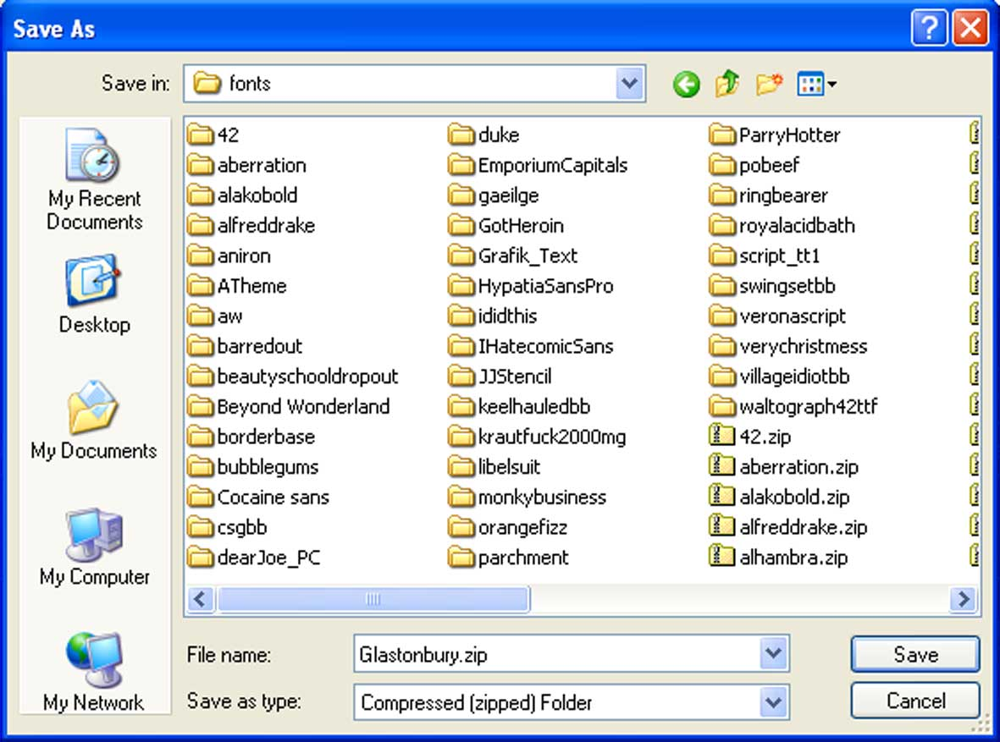 Save As
Save in:
fonts
My Recent
Documents
Desktop
My Documents
My Computer
My Network
42
aberration
alakobold
alfreddrake
aniron
ATheme
aw
barredout
beautyschooldropout
Beyond Wonderland
borderbase
bubblegums
Cocaine sans
csgbb
dearJoe_PC
duke
EmporiumCapitals
gaeilge
GotHeroin
Grafik_Text
HypatiaSansPro
ididthis
IHatecomicSans
JJStencil
keelhauledbb
krautfuck2000mg
libelsuit
monkybusiness
orangefizz
parchment
ParryHotter
pobeef
ringbearer
royalacidbath
script_tt1
swingsetbb
veronascript
verychristmess
villageidiotbb
waltograph42ttf
42.zip
aberration.zip
alakobold.zip
alfreddrake.zip
alhambra.zip
File name:
Glastonbury.zip
Save
Save as type:
Compressed (zipped) Folder
Cancel